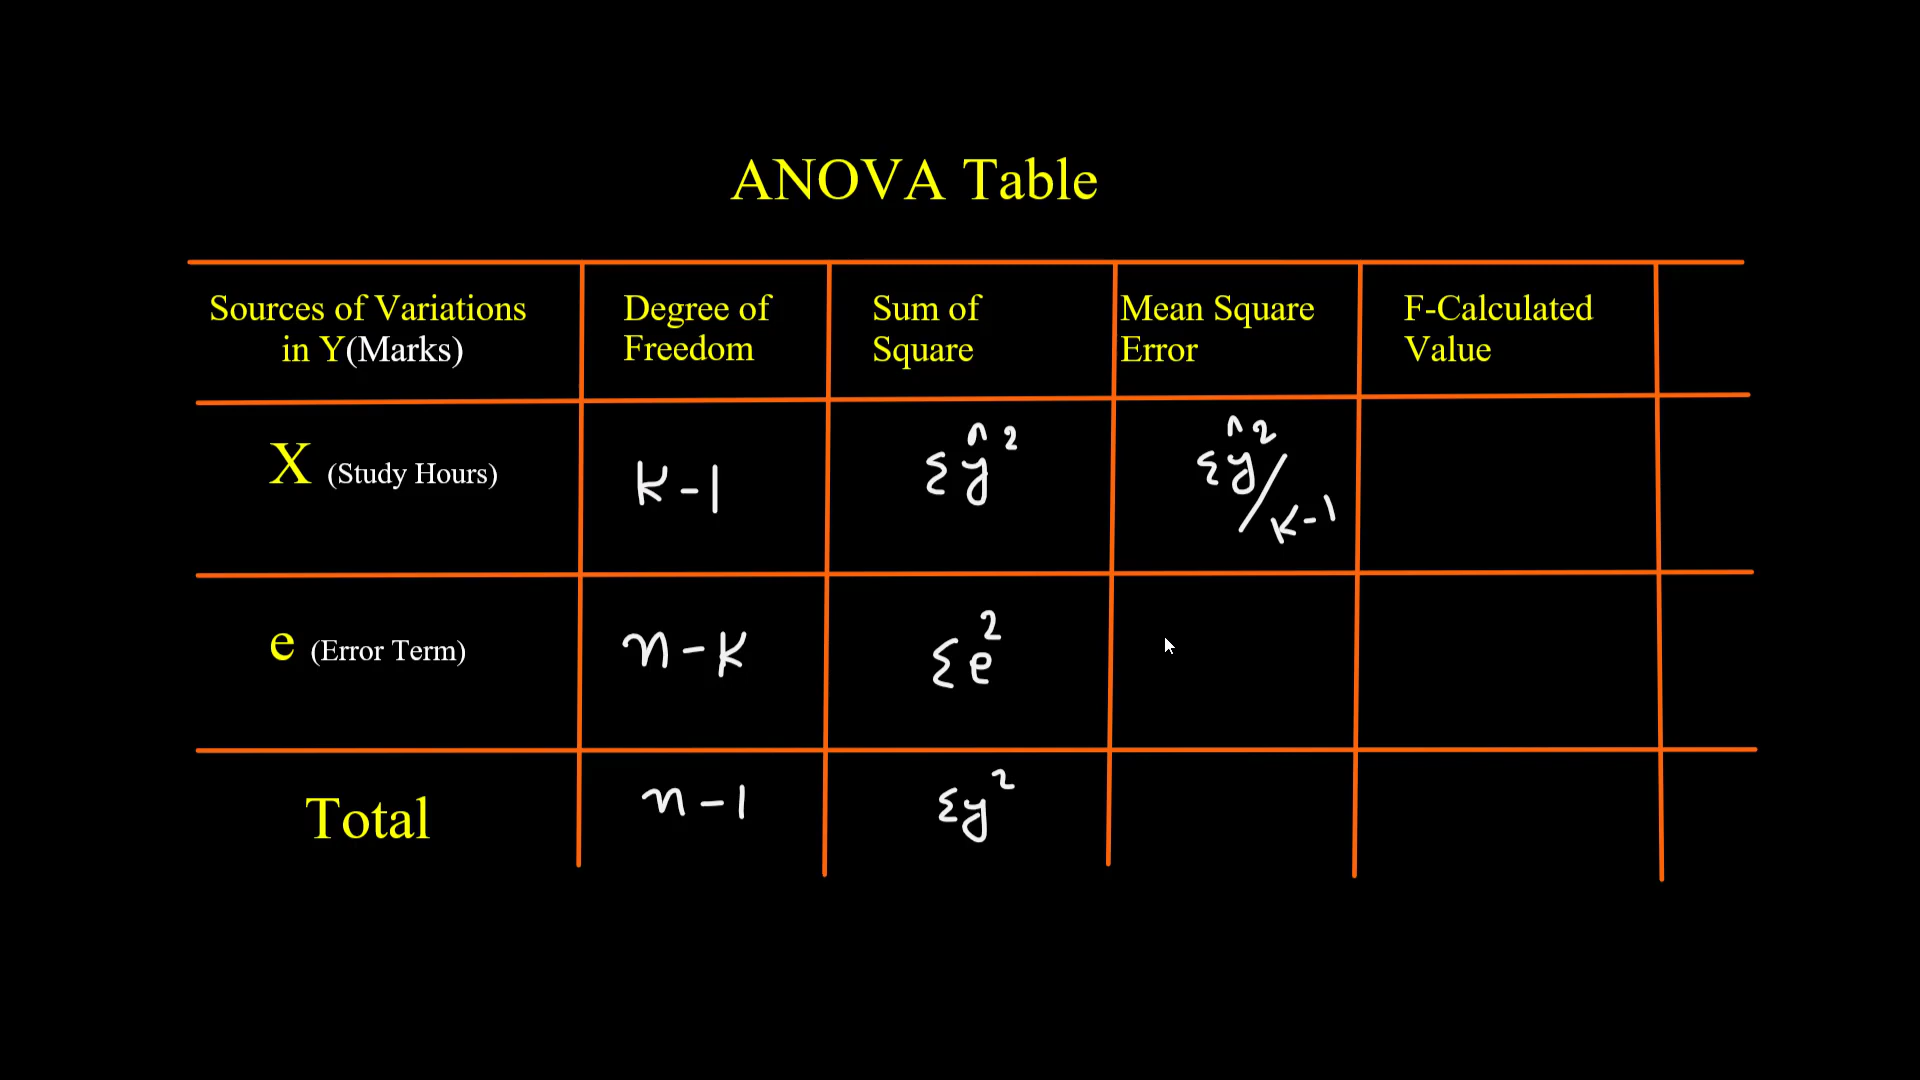 ANOVA Table
Sources of Variations
in Y(Marks)
Degree of
Freedom
Sum of
Square
Mean Square
Error
F-Calculated
Value
X (Study Hours)
K-1
Σŷ²
Σŷ²/K-1
e (Error Term)
n-K
Σe²
Total
n-1
Σy²